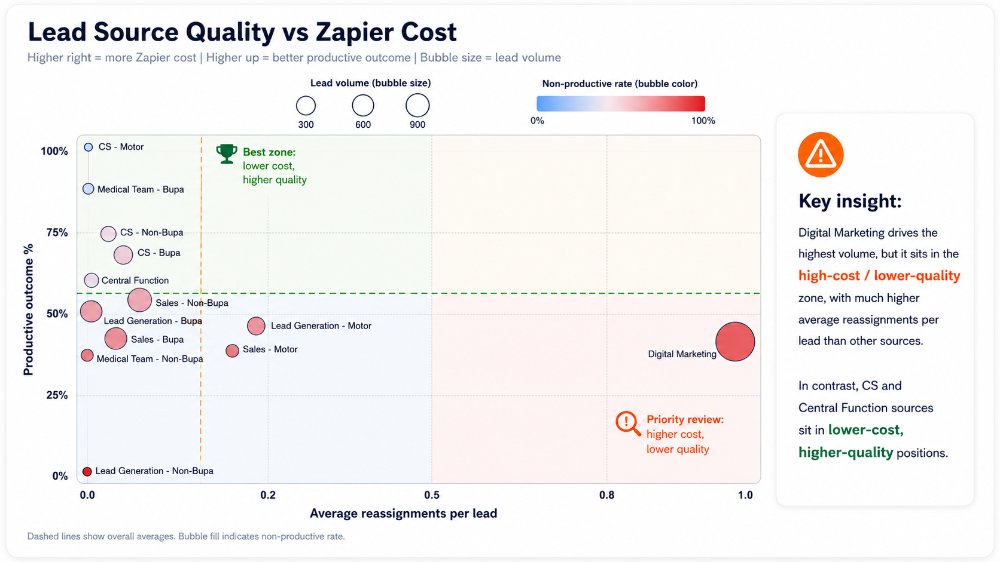 Lead Source Quality vs Zapier Cost
Higher right = more Zapier cost | Higher up = better productive outcome | Bubble size = lead volume
Lead volume (bubble size)
300
600
900
Non-productive rate (bubble color)
0%
100%
Productive outcome %
100%
75%
50%
25%
0%
CS - Motor
Medical Team - Bupa
CS - Non-Bupa
CS - Bupa
Central Function
Sales - Non-Bupa
Lead Generation - Bupa
Sales - Bupa
Medical Team - Non-Bupa
Lead Generation - Motor
Sales - Motor
Digital Marketing
Lead Generation - Non-Bupa
Best zone:
lower cost,
higher quality
Priority review:
higher cost,
lower quality
0.0
0.2
0.5
0.8
1.0
Average reassignments per lead
Dashed lines show overall averages. Bubble fill indicates non-productive rate.
Key insight:
Digital Marketing drives the
highest volume, but it sits in the
high-cost / lower-quality
zone, with much higher
average reassignments per
lead than other sources.
In contrast, CS and
Central Function sources
sit in lower-cost,
higher-quality positions.